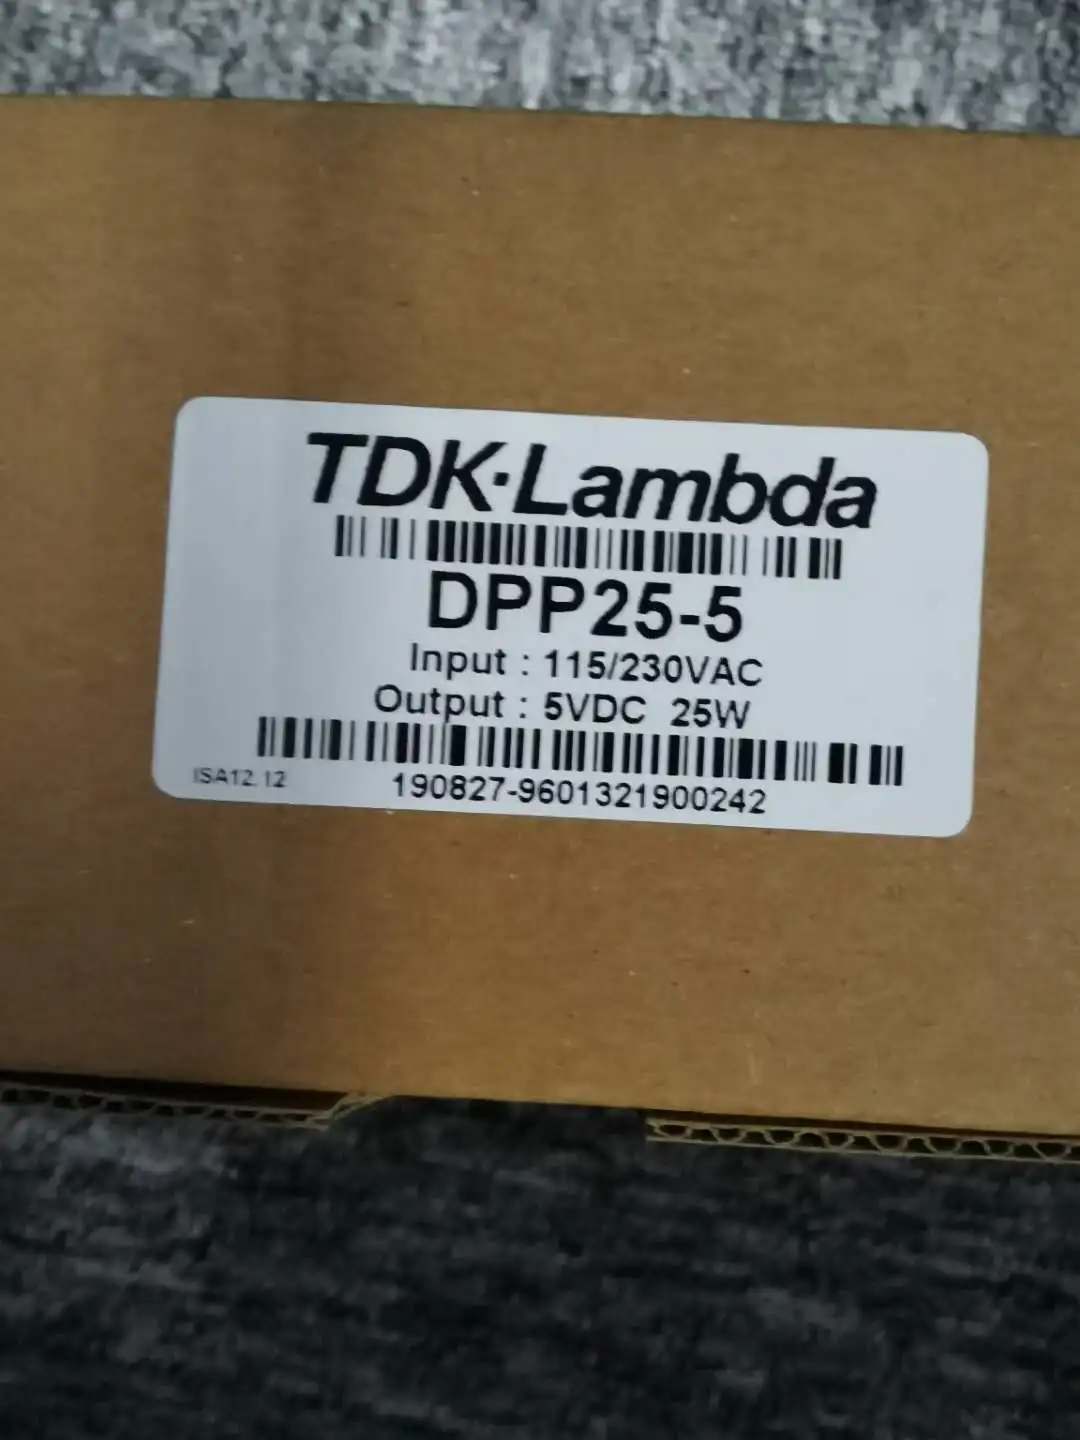 TDK·Lambda
DPP25-5
Input : 115/230VAC
Output : 5VDC 25W
ISA12.12
190827-9601321900242